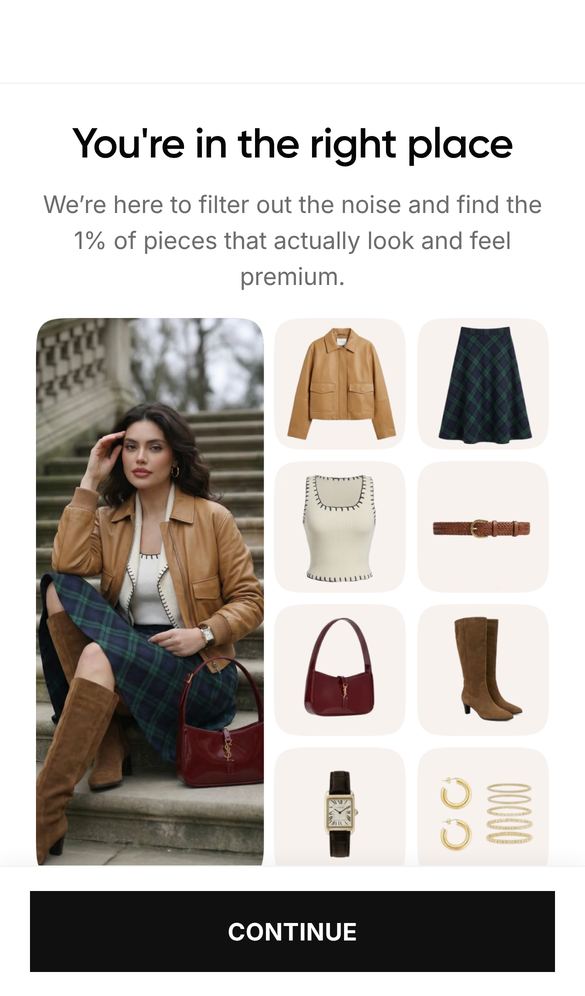 You're in the right place
We’re here to filter out the noise and find the
1% of pieces that actually look and feel
premium.
CONTINUE